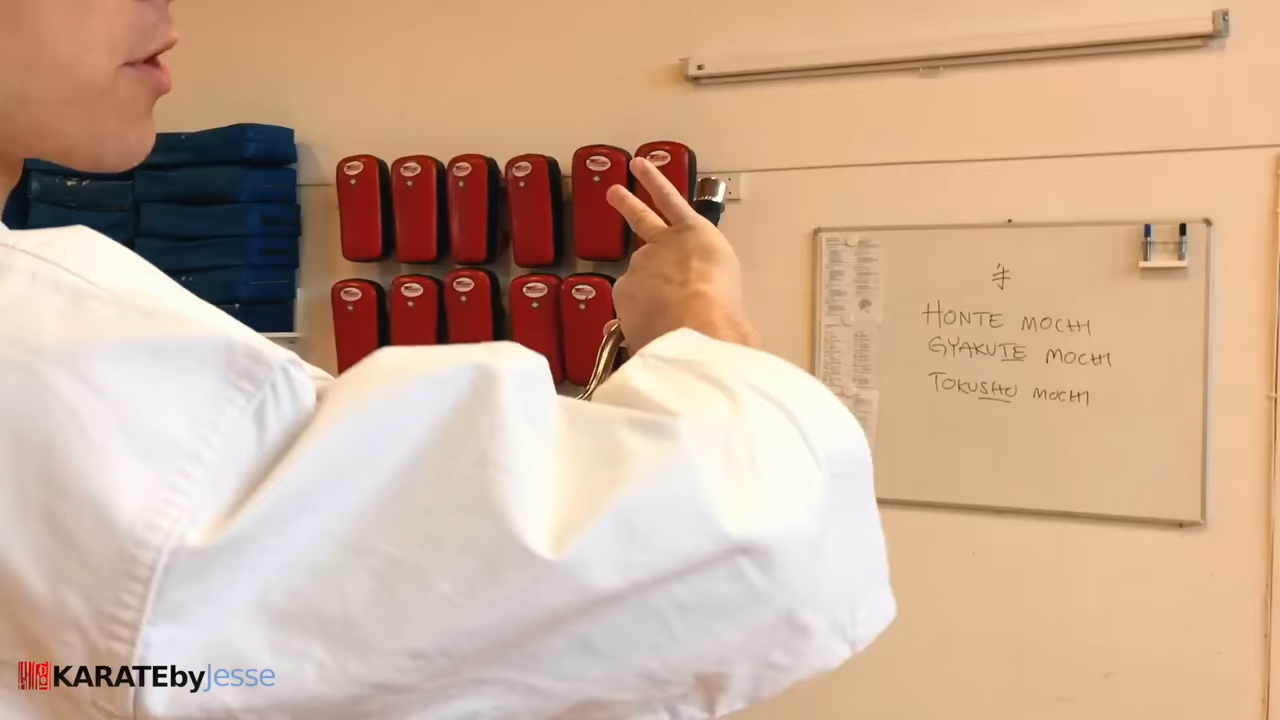 手
HONTE MOCHI
GYAKUTE MOCHI
TOKUSHU MOCHI
KARATEbyJesse